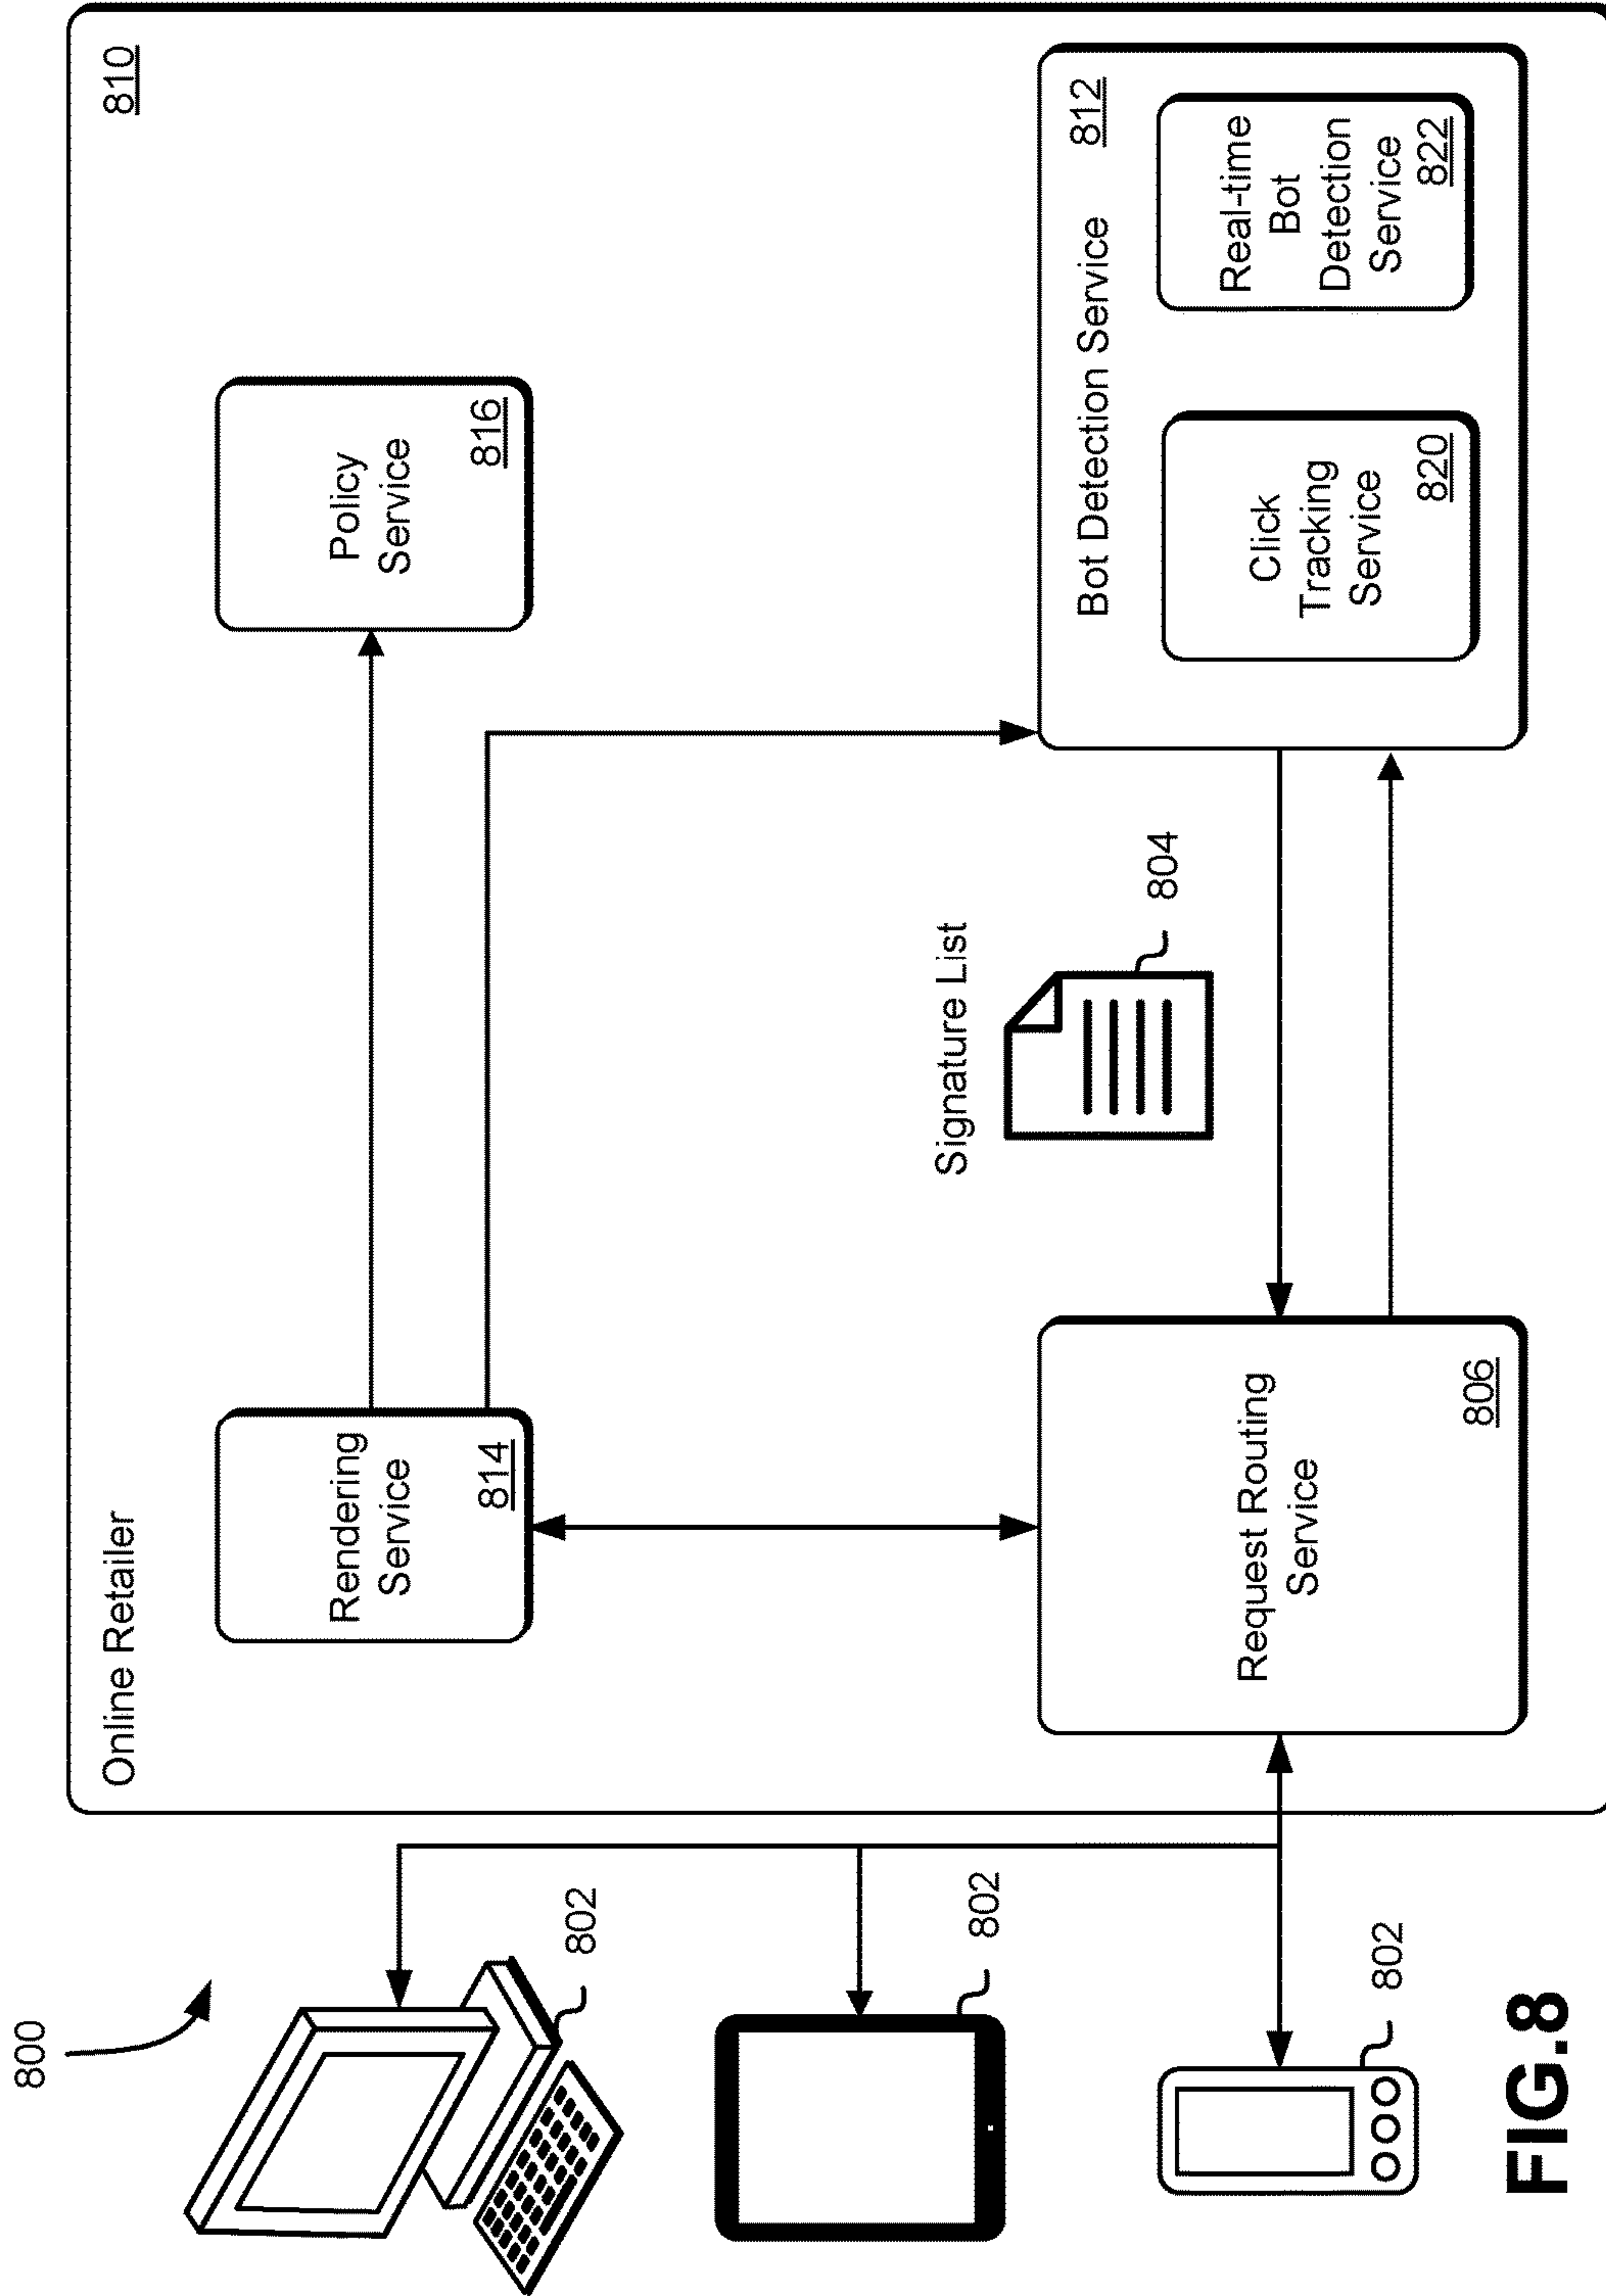 800
802
802
802
Online Retailer
810
Rendering
Service
814
Policy
Service
816
Signature List
804
Request Routing
Service
806
Bot Detection Service
812
Click
Tracking
Service
820
Real-time
Bot
Detection
Service
822
FIG.8